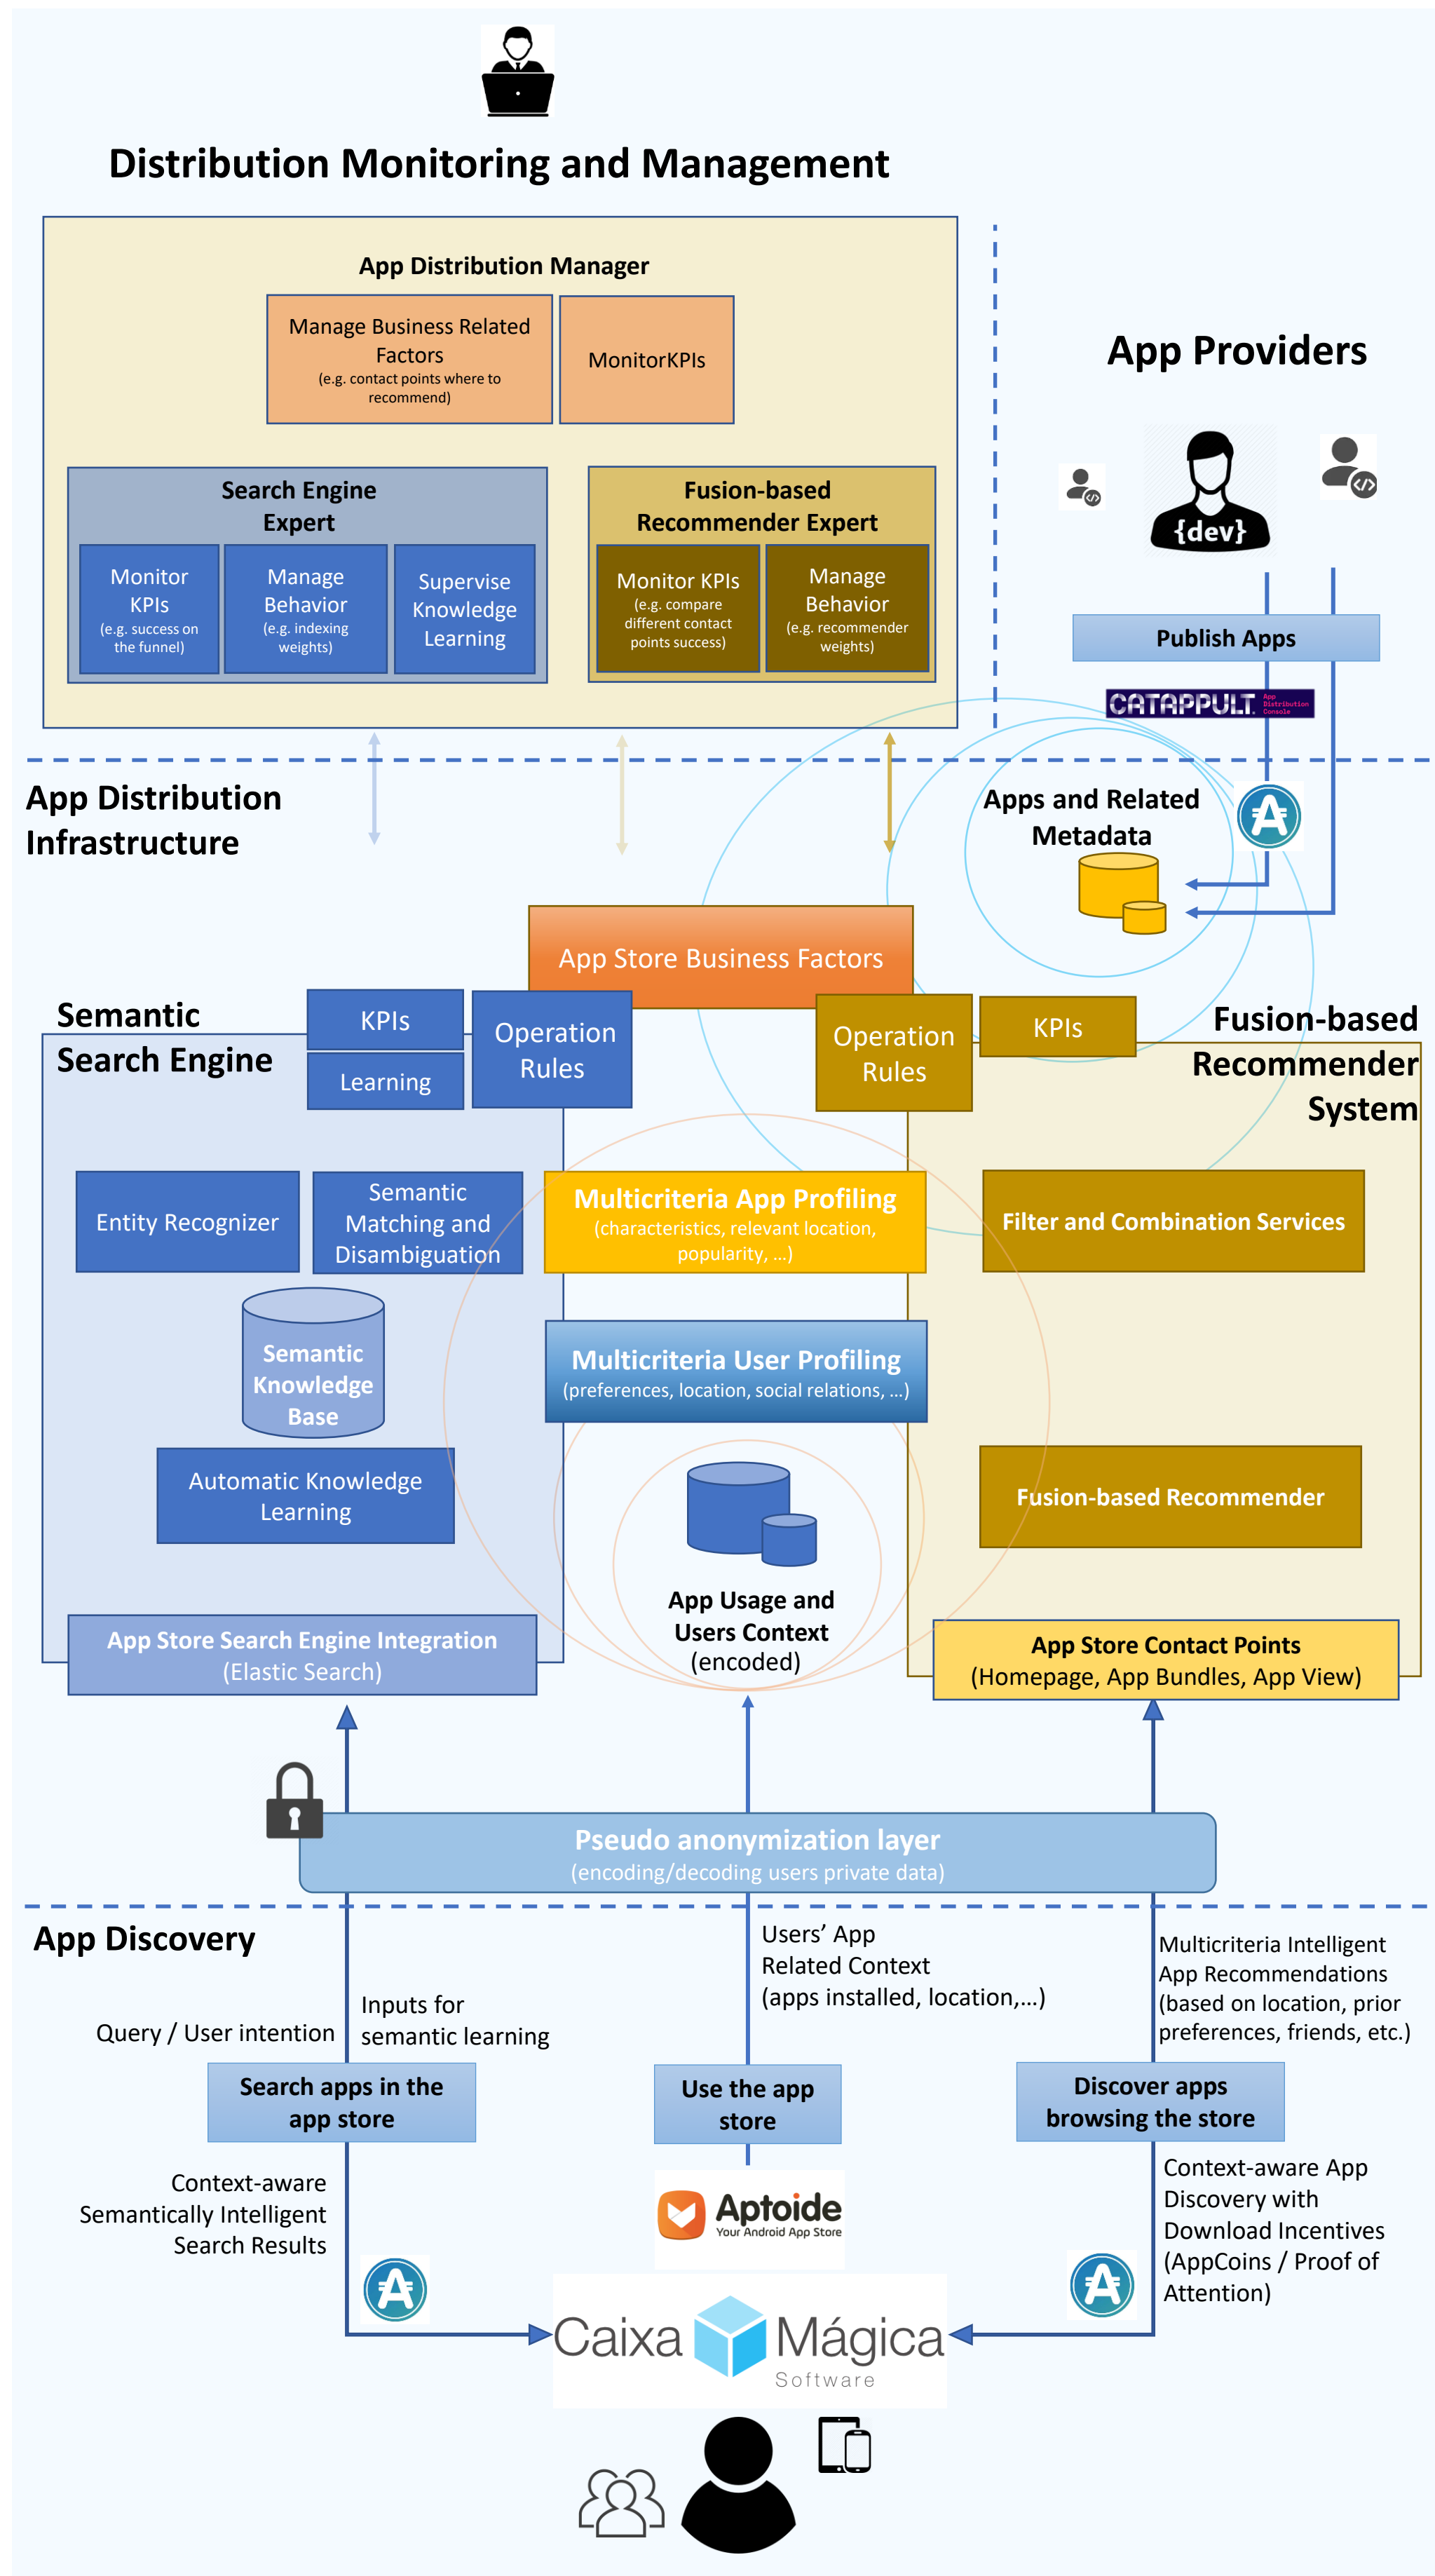 Distribution Monitoring and Management
App Distribution Manager
Manage Business Related
Factors
(e.g. contact points where to
recommend)
MonitorKPIs
Search Engine
Expert
Monitor
KPIs
(e.g. success on
the funnel)
Manage
Behavior
(e.g. indexing
weights)
Supervise
Knowledge
Learning
Fusion-based
Recommender Expert
Monitor KPIs
(e.g. compare
different contact
points success)
Manage
Behavior
(e.g. recommender
weights)
App Providers
{dev}
</>
</>
Publish Apps
CATAPPULT
App
Distribution
Console
App Distribution
Infrastructure
Apps and Related
Metadata
App Store Business Factors
Semantic
Search Engine
KPIs
Learning
Operation
Rules
Operation
Rules
KPIs
Fusion-based
Recommender
System
Entity Recognizer
Semantic
Matching and
Disambiguation
Multicriteria App Profiling
(characteristics, relevant location,
popularity, ...)
Filter and Combination Services
Semantic
Knowledge
Base
Multicriteria User Profiling
(preferences, location, social relations, ...)
Automatic Knowledge
Learning
Fusion-based Recommender
App Usage and
Users Context
(encoded)
App Store Search Engine Integration
(Elastic Search)
App Store Contact Points
(Homepage, App Bundles, App View)
Pseudo anonymization layer
(encoding/decoding users private data)
App Discovery
Query / User intention
Inputs for
semantic learning
Users’ App
Related Context
(apps installed, location,...)
Multicriteria Intelligent
App Recommendations
(based on location, prior
preferences, friends, etc.)
Search apps in the
app store
Use the app
store
Discover apps
browsing the store
Context-aware
Semantically Intelligent
Search Results
Aptoide
Your Android App Store
Context-aware App
Discovery with
Download Incentives
(AppCoins / Proof of
Attention)
Caixa Mágica
Software